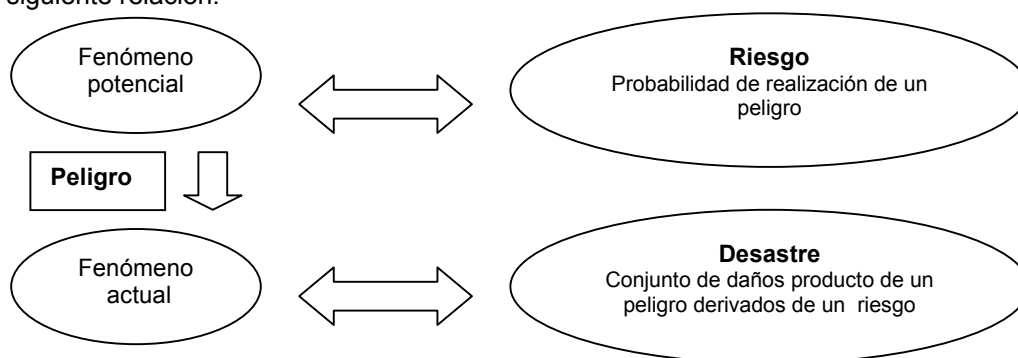 siguiente relación:
Fenómeno
potencial
Riesgo
Probabilidad de realización de un
peligro
Peligro
Fenómeno
actual
Desastre
Conjunto de daños producto de un
peligro derivados de un riesgo